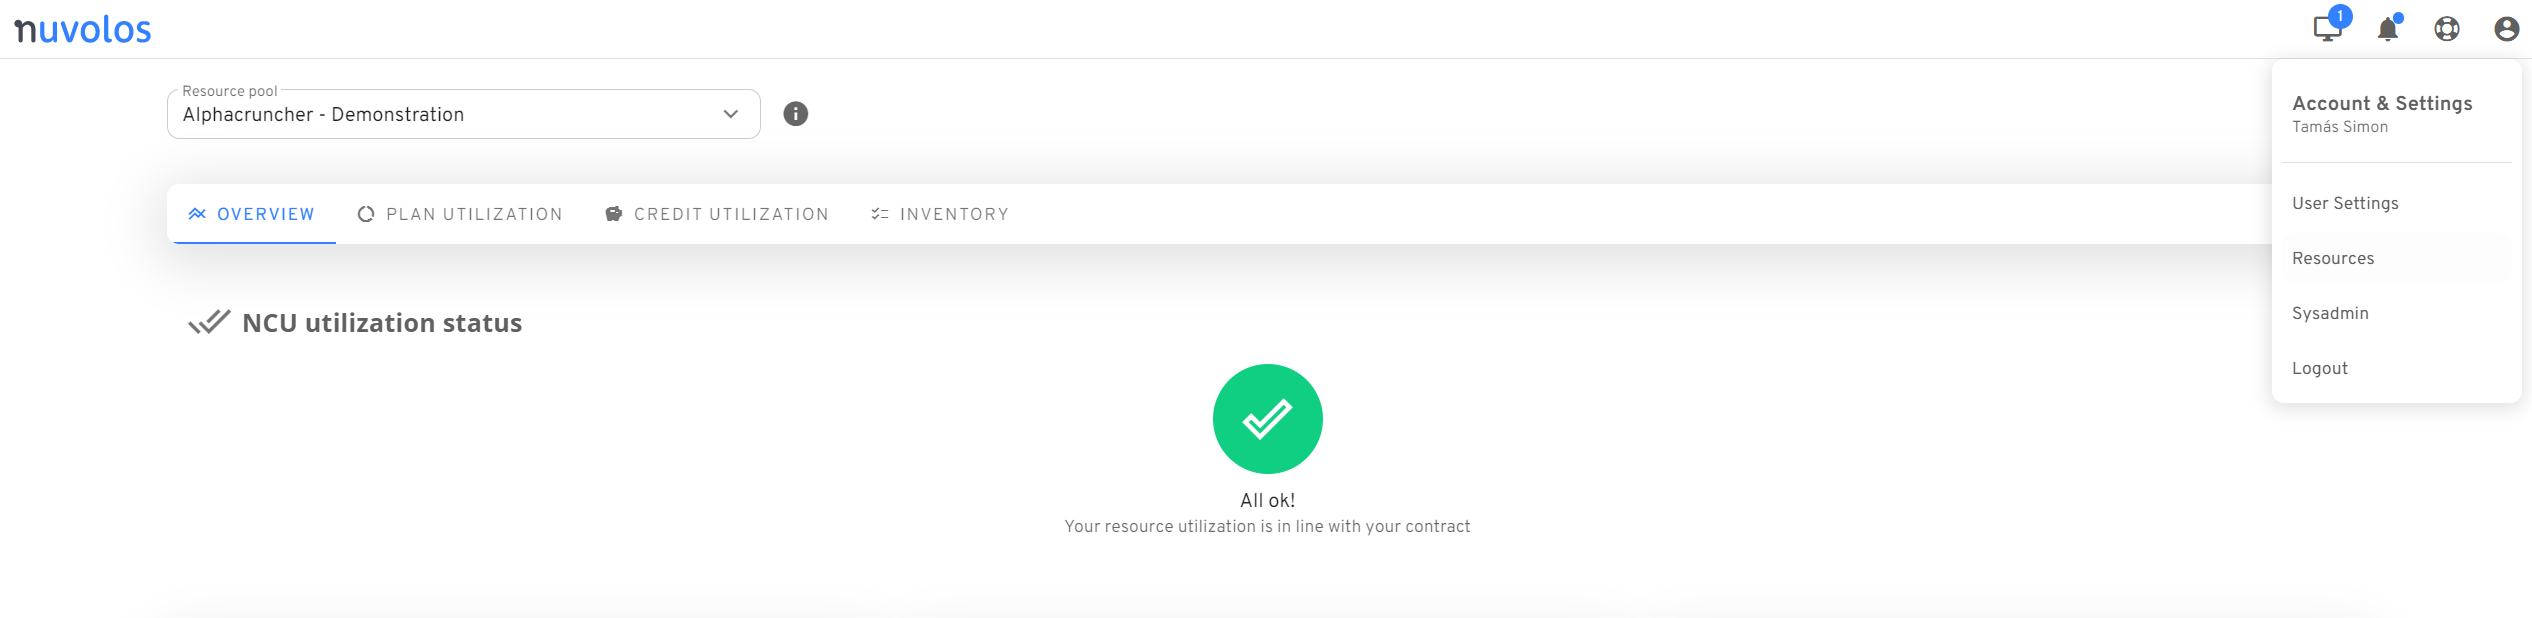 nuvolos
1
Resource pool
Alphacruncher - Demonstration
Account & Settings
Tamás Simon
User Settings
Resources
Sysadmin
Logout
OVERVIEW
PLAN UTILIZATION
CREDIT UTILIZATION
INVENTORY
NCU utilization status
All ok!
Your resource utilization is in line with your contract